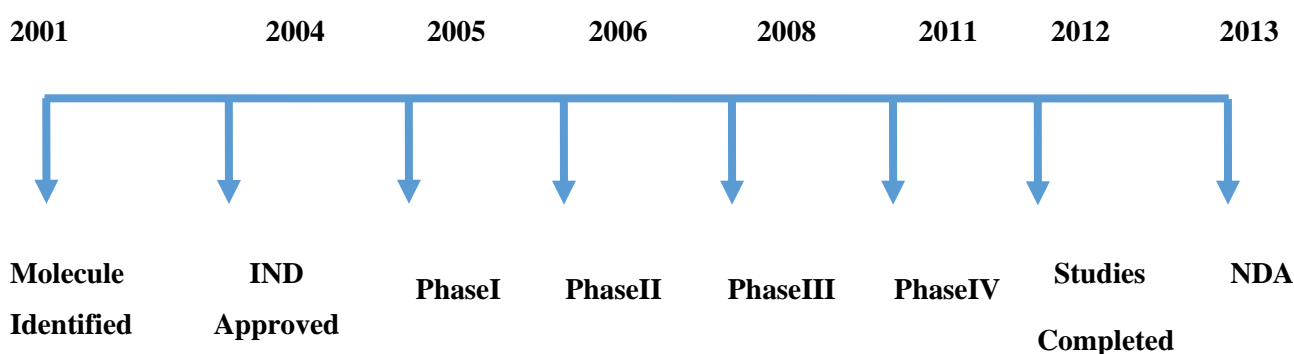 2001 2004 2005 2006 2008 2011 2012 2013
Molecule IND PhaseI PhaseII PhaseIII PhaseIV Studies NDA
Identified Approved Completed